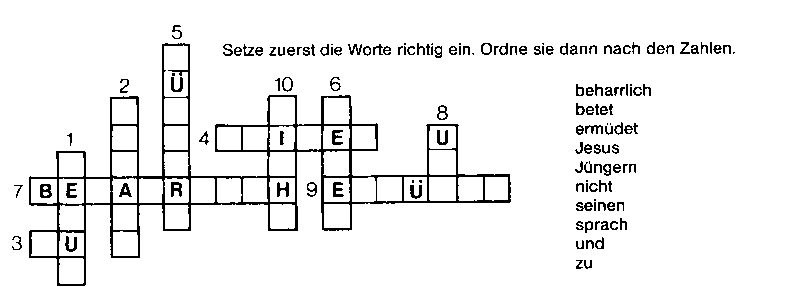 5
Setze zuerst die Worte richtig ein. Ordne sie dann nach den Zahlen.
Ü
2
10
6
beharrlich
8
betet
1
4
I
E
U
ermüdet
Jesus
Jüngern
7
B E A R H
9
E Ü
nicht
seinen
sprach
3
U
und
zu